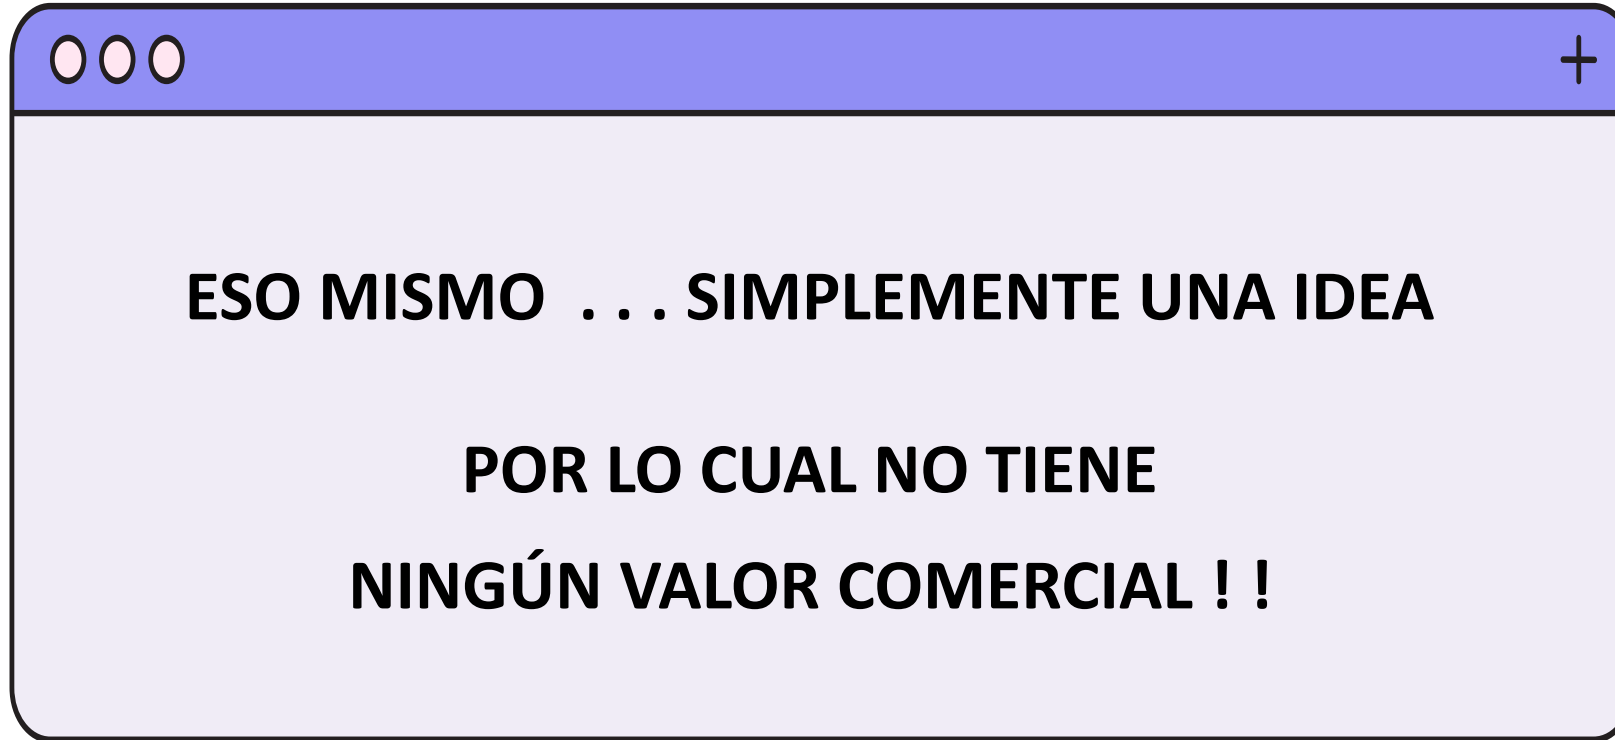 ESO MISMO . . . SIMPLEMENTE UNA IDEA
POR LO CUAL NO TIENE
NINGÚN VALOR COMERCIAL ! !